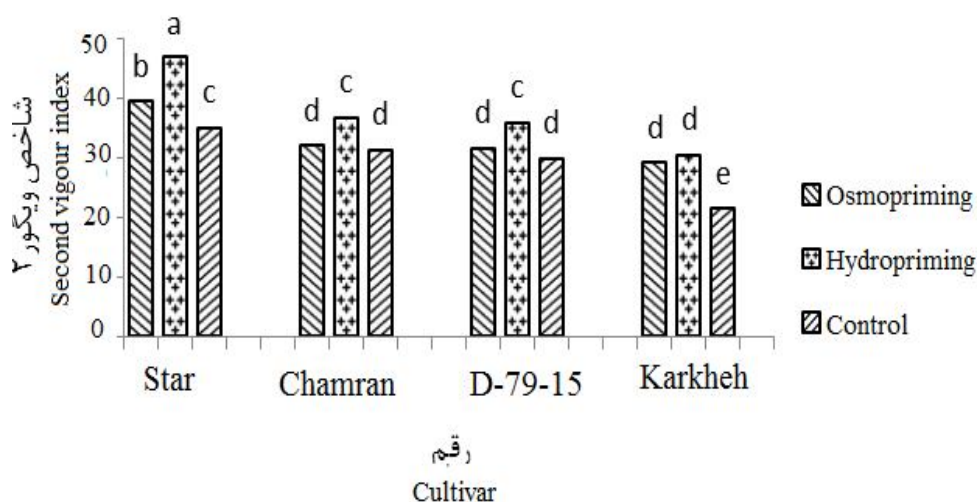 شاخص ویگور ۲
Second vigour index
50
40
30
20
10
0
b a c
d c d
d c d
d d e
Star Chamran D-79-15 Karkheh
رقم
Cultivar
Osmopriming
Hydropriming
Control